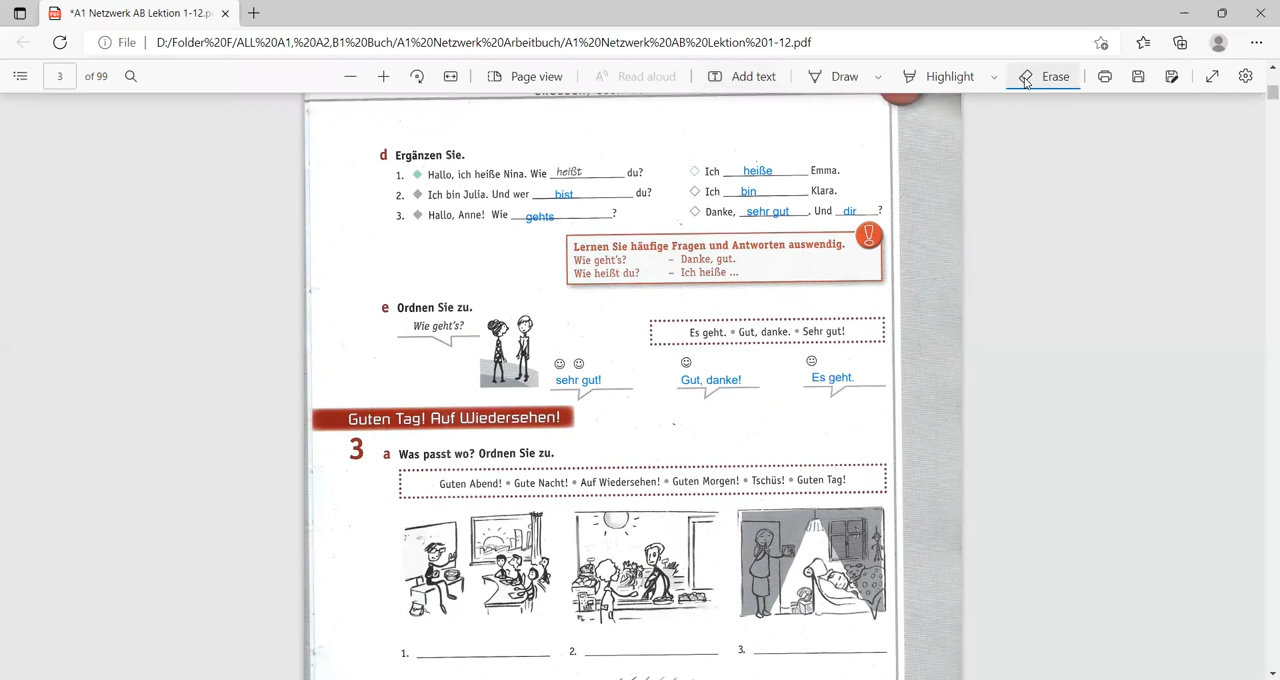 *A1 Netzwerk AB Lektion 1-12.p
File D:/Folder%20F/ALL%20A1,%20A2,B1%20Buch/A1%20Netzwerk%20Arbeitbuch/A1%20Netzwerk%20AB%20Lektion%201-12.pdf
3 of 99 Page view Read aloud Add text Draw Highlight Erase
d Ergänzen Sie.
1. Hallo, ich heiße Nina. Wie heißt du? Ich heiße Emma.
2. Ich bin Julia. Und wer bist du? Ich bin Klara.
3. Hallo, Anne! Wie gehts ? Danke, sehr gut . Und dir ?
Lernen Sie häufige Fragen und Antworten auswendig.
Wie geht's? – Danke, gut.
Wie heißt du? – Ich heiße ...
!
e Ordnen Sie zu.
Wie geht's?
Es geht. • Gut, danke. • Sehr gut!
sehr gut! Gut, danke! Es geht.
Guten Tag! Auf Wiedersehen!
3 a Was passt wo? Ordnen Sie zu.
Guten Abend! • Gute Nacht! • Auf Wiedersehen! • Guten Morgen! • Tschüs! • Guten Tag!
1. 2. 3.